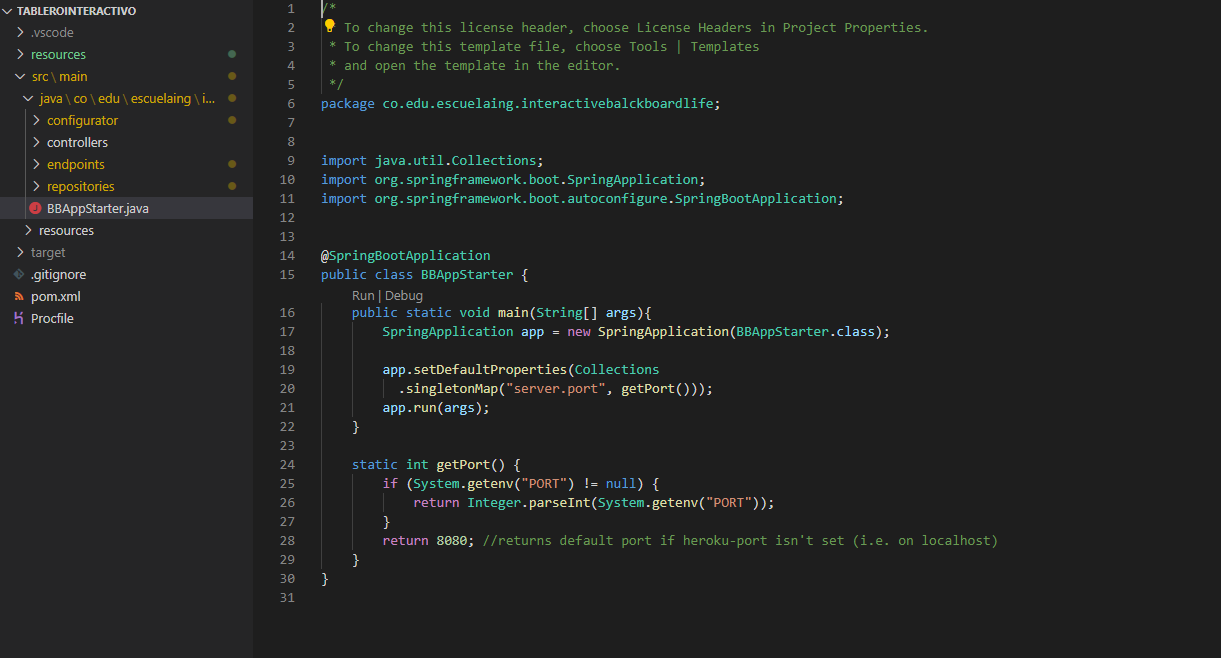 TABLEROINTERACTIVO
.vscode
resources
src \ main
java \ co \ edu \ escuelaing \ i...
configurator
controllers
endpoints
repositories
BBAppStarter.java
resources
target
.gitignore
pom.xml
Procfile
1 /*
2 To change this license header, choose License Headers in Project Properties.
3 * To change this template file, choose Tools | Templates
4 * and open the template in the editor.
5 */
6 package co.edu.escuelaing.interactivebalckboardlife;
7
8
9 import java.util.Collections;
10 import org.springframework.boot.SpringApplication;
11 import org.springframework.boot.autoconfigure.SpringBootApplication;
12
13
14 @SpringBootApplication
15 public class BBAppStarter {
Run | Debug
16 public static void main(String[] args){
17 SpringApplication app = new SpringApplication(BBAppStarter.class);
18
19 app.setDefaultProperties(Collections
20 .singletonMap("server.port", getPort()));
21 app.run(args);
22 }
23
24 static int getPort() {
25 if (System.getenv("PORT") != null) {
26 return Integer.parseInt(System.getenv("PORT"));
27 }
28 return 8080; //returns default port if heroku-port isn't set (i.e. on localhost)
29 }
30 }
31